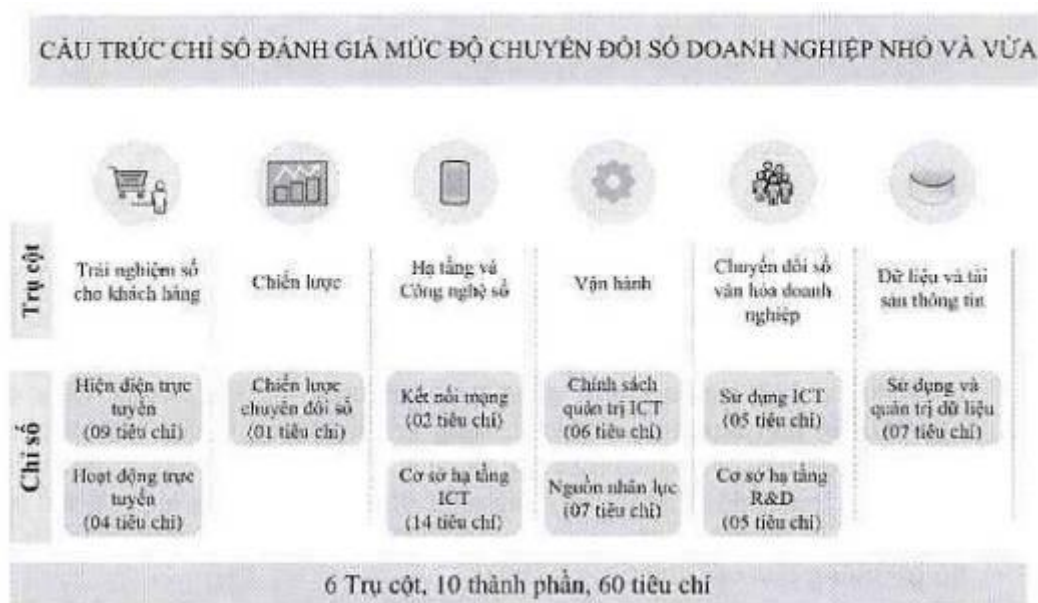 CẤU TRÚC CHỈ SỐ ĐÁNH GIÁ MỨC ĐỘ CHUYỂN ĐỔI SỐ DOANH NGHIỆP NHỎ VÀ VỪA
Trụ cột
Trải nghiệm số
cho khách hàng
Chiến lược
Hạ tầng và
Công nghệ số
Vận hành
Chuyển đổi số
văn hóa doanh
nghiệp
Dữ liệu và tài
sản thông tin
Chỉ số
Hiện diện trực
tuyến
(09 tiêu chí)
Chiến lược
chuyển đổi số
(01 tiêu chí)
Kết nối mạng
(02 tiêu chí)
Chính sách
quản trị ICT
(06 tiêu chí)
Sử dụng ICT
(05 tiêu chí)
Sử dụng và
quản trị dữ liệu
(07 tiêu chí)
Hoạt động trực
tuyến
(04 tiêu chí)
Cơ sở hạ tầng
ICT
(14 tiêu chí)
Nguồn nhân lực
(07 tiêu chí)
Cơ sở hạ tầng
R&D
(05 tiêu chí)
6 Trụ cột, 10 thành phần, 60 tiêu chí